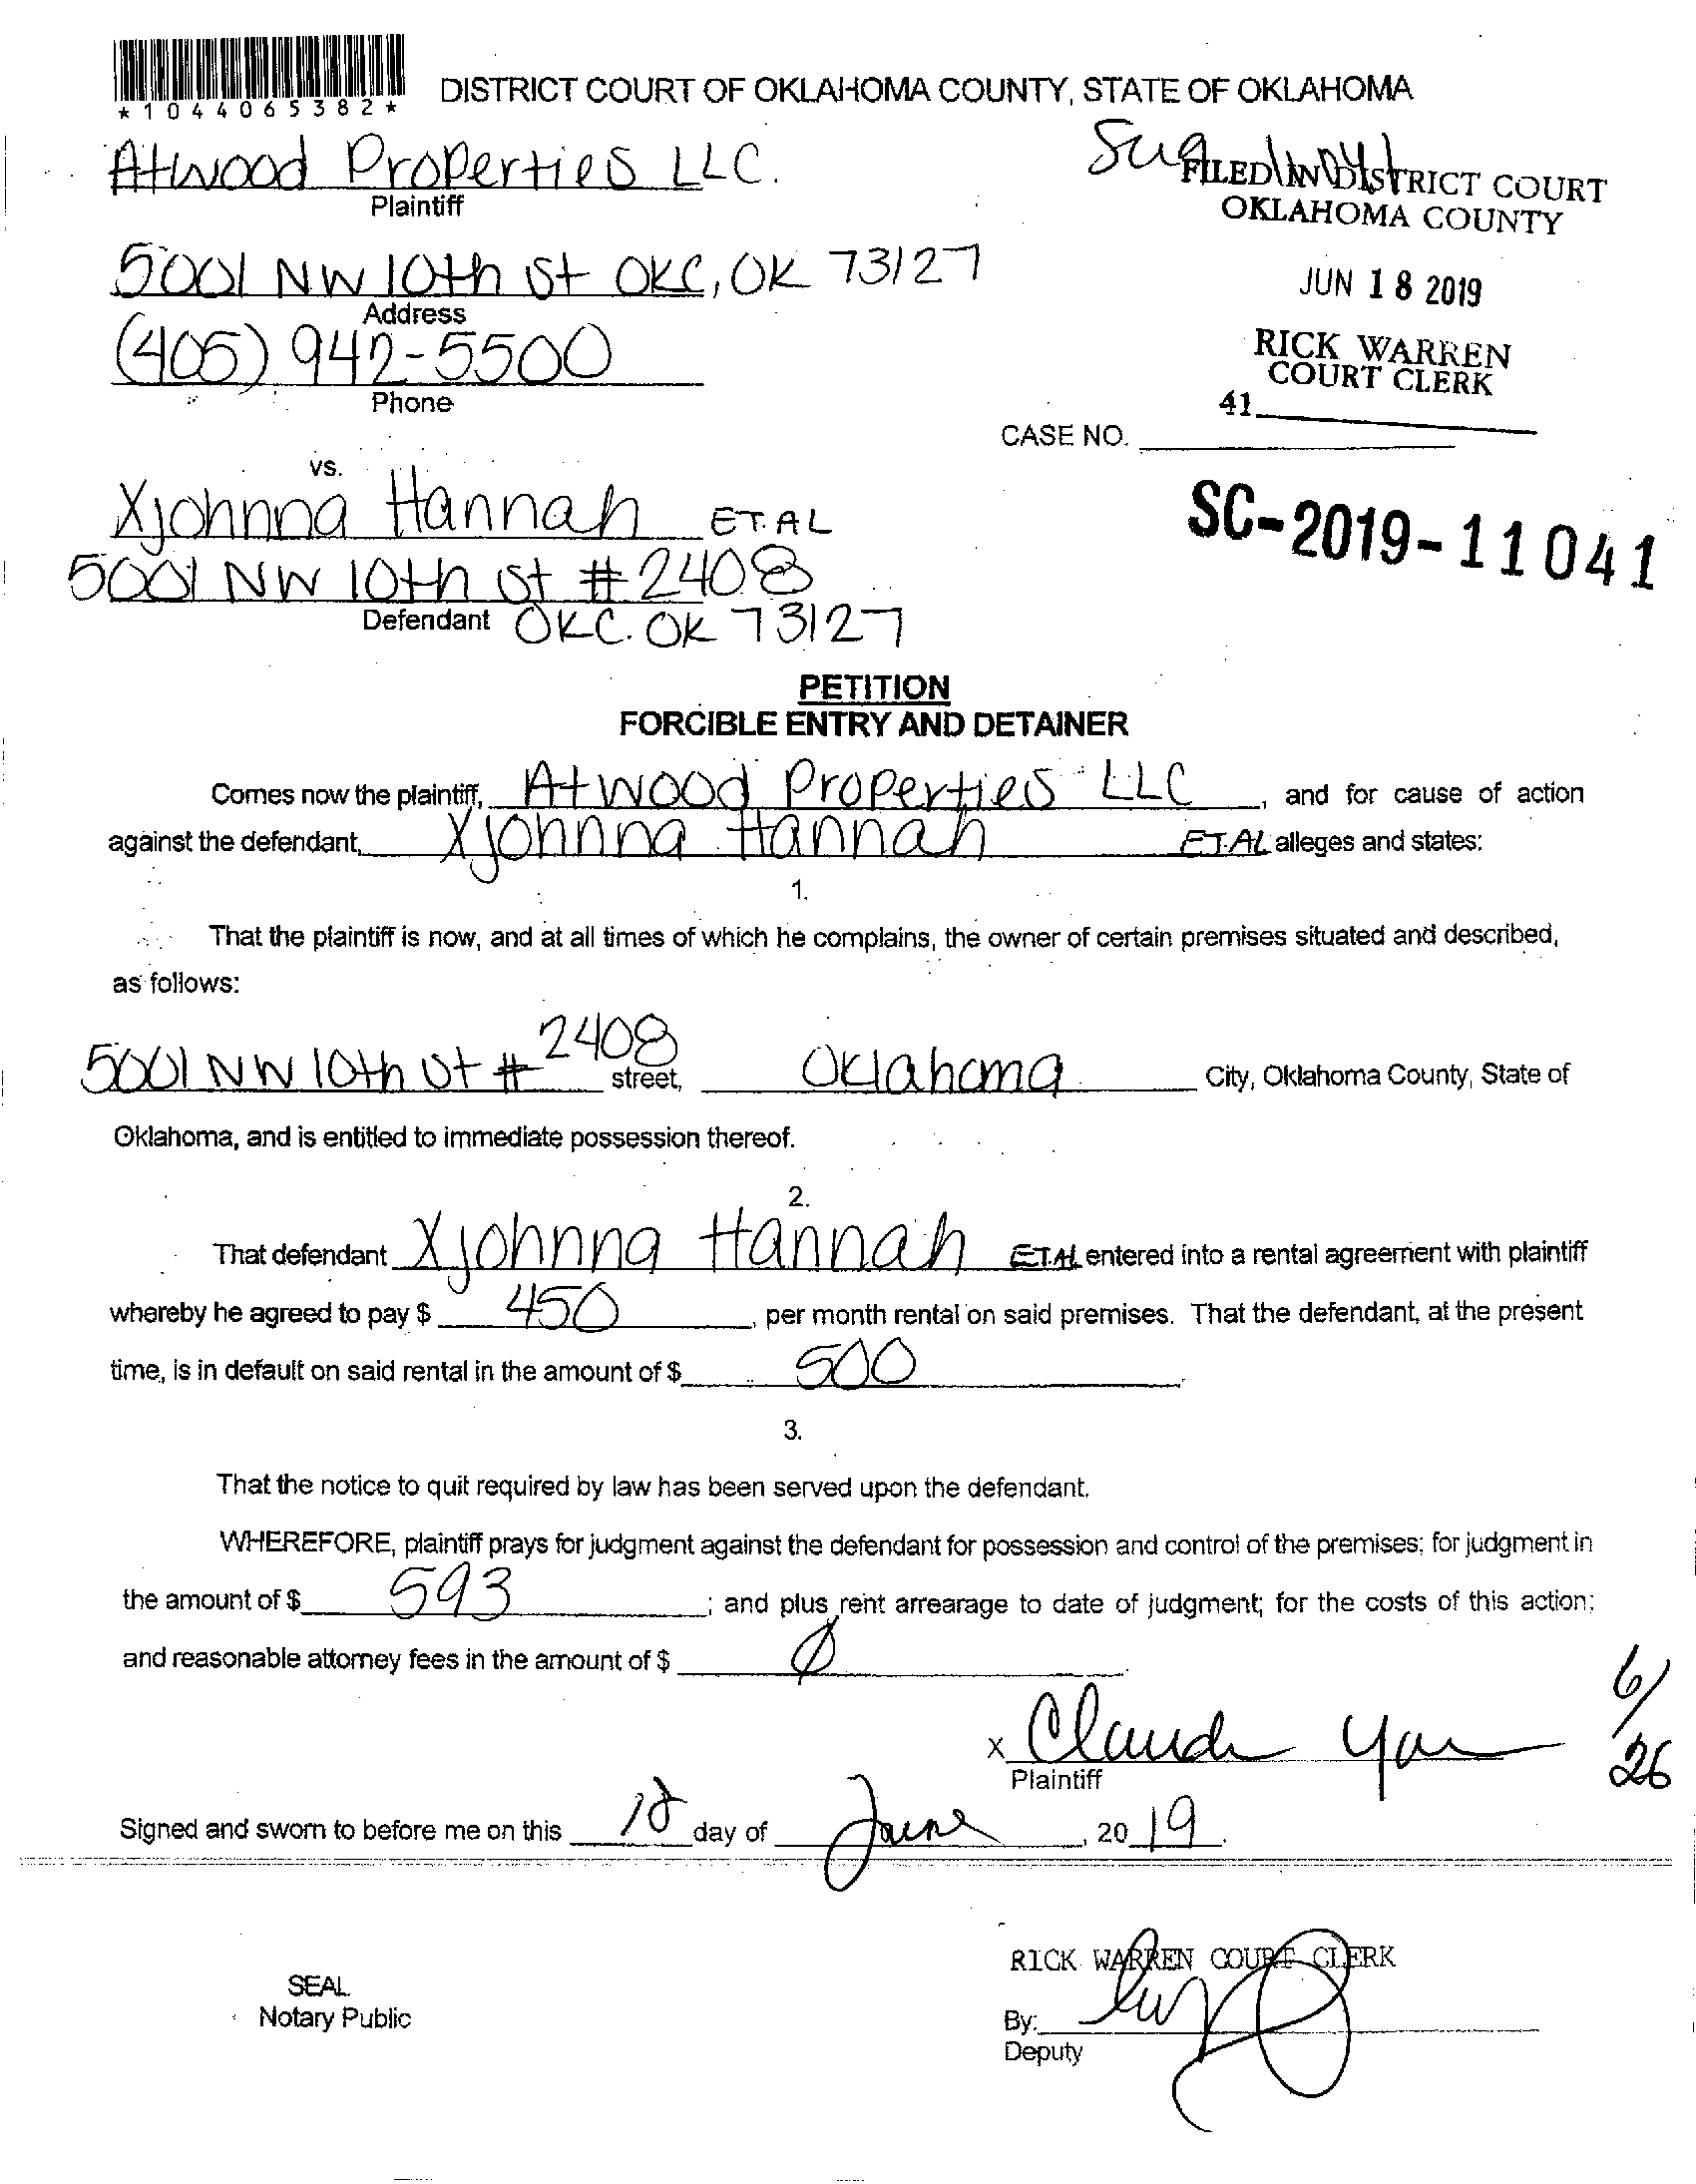 *1044065382*
DISTRICT COURT OF OKLAHOMA COUNTY, STATE OF OKLAHOMA
Atwood Properties LLC.
Plaintiff
FILED IN DISTRICT COURT
OKLAHOMA COUNTY
5001 NW 10th St OKC, OK 73127
Address
JUN 18 2019
(405) 942-5500
Phone
RICK WARREN
COURT CLERK
41
CASE NO.
vs.
Xjohnna Hannah ET.AL
SC-2019-11041
5001 NW 10th St #2408
Defendant OKC. OK 73127
PETITION
FORCIBLE ENTRY AND DETAINER
Comes now the plaintiff, Atwood Properties LLC, and for cause of action
against the defendant, Xjohnna Hannah ET.AL alleges and states:
1.
That the plaintiff is now, and at all times of which he complains, the owner of certain premises situated and described,
as follows:
5001 NW 10th St # 2408 street, Oklahoma City, Oklahoma County, State of
Oklahoma, and is entitled to immediate possession thereof.
2.
That defendant Xjohnna Hannah ET.AL entered into a rental agreement with plaintiff
whereby he agreed to pay $ 450, per month rental on said premises. That the defendant, at the present
time, is in default on said rental in the amount of $ 500
3.
That the notice to quit required by law has been served upon the defendant.
WHEREFORE, plaintiff prays for judgment against the defendant for possession and control of the premises; for judgment in
the amount of $ 593; and plus rent arrearage to date of judgment; for the costs of this action;
and reasonable attorney fees in the amount of $ Ø
6/26
x
Plaintiff
Signed and sworn to before me on this 18 day of June, 2019.
RICK WARREN COURT CLERK
SEAL
Notary Public
By:
Deputy